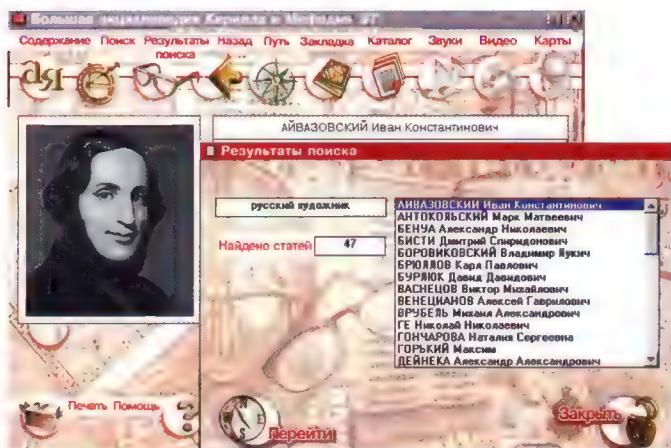 Большая энциклопедия Кирилла и Мефодия 97
Содержание Поиск Результаты поиска Назад Путь Закладка Каталог Звуки Видео Карты
АЙВАЗОВСКИЙ Иван Константинович
Результаты поиска
русский художник
Найдено статей 47
АЙВАЗОВСКИЙ Иван Константинович
АНТОКОЛЬСКИЙ Марк Матвеевич
БЕНУА Александр Николаевич
БИСТИ Дмитрий Спиридонович
БОРОВИКОВСКИЙ Владимир Лукич
БРЮЛЛОВ Карл Павлович
БУРЛЮК Давид Давидович
ВАСНЕЦОВ Виктор Михайлович
ВЕНЕЦИАНОВ Алексей Гаврилович
ВРУБЕЛЬ Михаил Александрович
ГЕ Николай Николаевич
ГОНЧАРОВА Наталия Сергеевна
ГОРЬКИЙ Максим
ДЕЙНЕКА Александр Александрович
Печать Помощь
Перейти
Закрыть